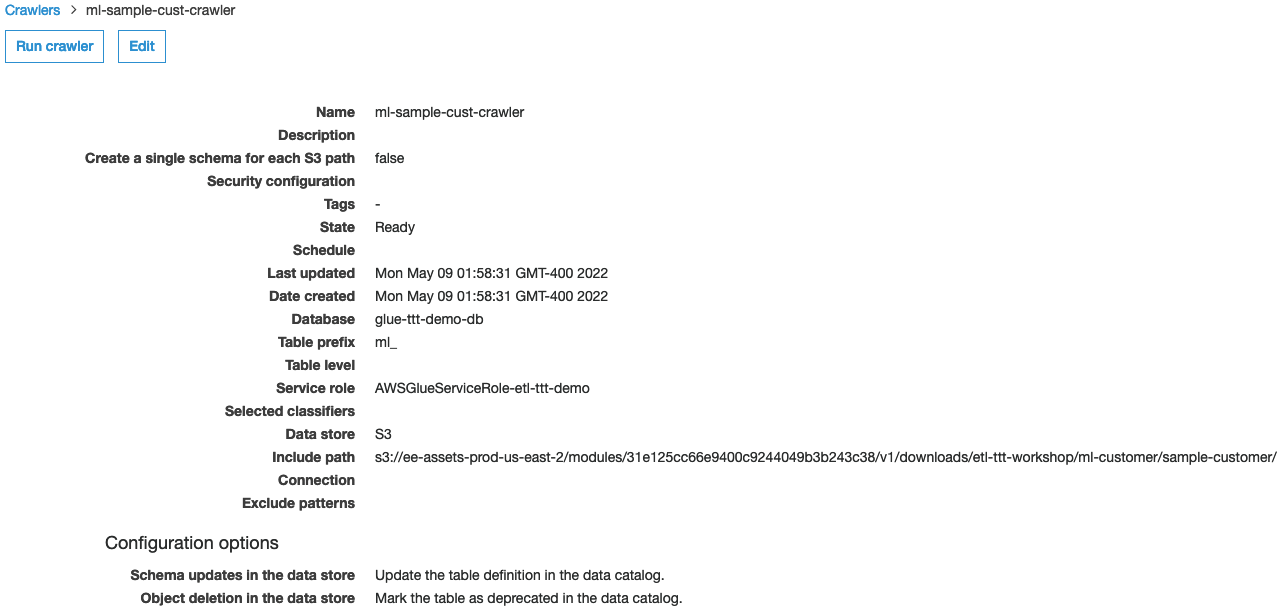 Crawlers > ml-sample-cust-crawler
Run crawler Edit
Name ml-sample-cust-crawler
Description
Create a single schema for each S3 path false
Security configuration
Tags -
State Ready
Schedule
Last updated Mon May 09 01:58:31 GMT-400 2022
Date created Mon May 09 01:58:31 GMT-400 2022
Database glue-ttt-demo-db
Table prefix ml_
Table level
Service role AWSGlueServiceRole-etl-ttt-demo
Selected classifiers
Data store S3
Include path s3://ee-assets-prod-us-east-2/modules/31e125cc66e9400c9244049b3b243c38/v1/downloads/etl-ttt-workshop/ml-customer/sample-customer/
Connection
Exclude patterns
Configuration options
Schema updates in the data store Update the table definition in the data catalog.
Object deletion in the data store Mark the table as deprecated in the data catalog.